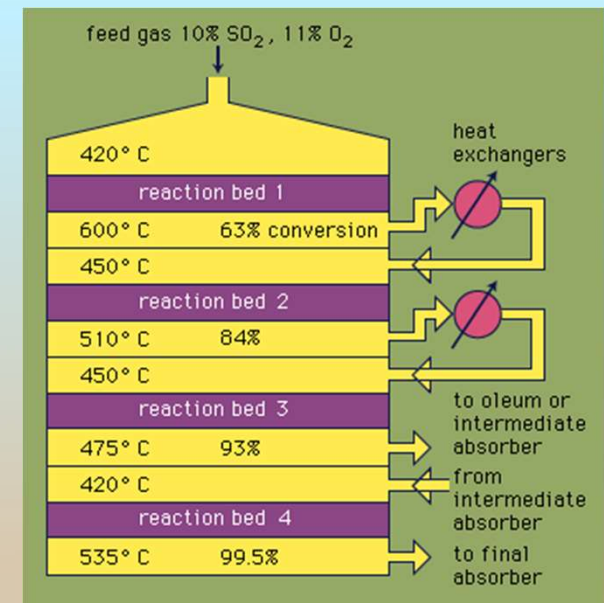 feed gas 10% SO₂, 11% O₂
heat
exchangers
420° C
reaction bed 1
600° C 63% conversion
450° C
reaction bed 2
510° C 84%
450° C
reaction bed 3
to oleum or
intermediate
absorber
475° C 93%
420° C
from
intermediate
absorber
reaction bed 4
535° C 99.5%
to final
absorber